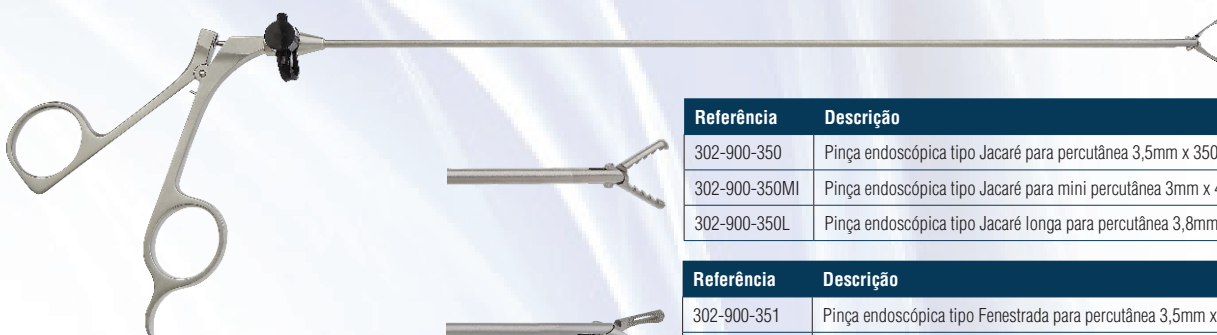 Referência Descrição
302-900-350 Pinça endoscópica tipo Jacaré para percutânea 3,5mm x 350
302-900-350MI Pinça endoscópica tipo Jacaré para mini percutânea 3mm x
302-900-350L Pinça endoscópica tipo Jacaré longa para percutânea 3,8mm
Referência Descrição
302-900-351 Pinça endoscópica tipo Fenestrada para percutânea 3,5mm x